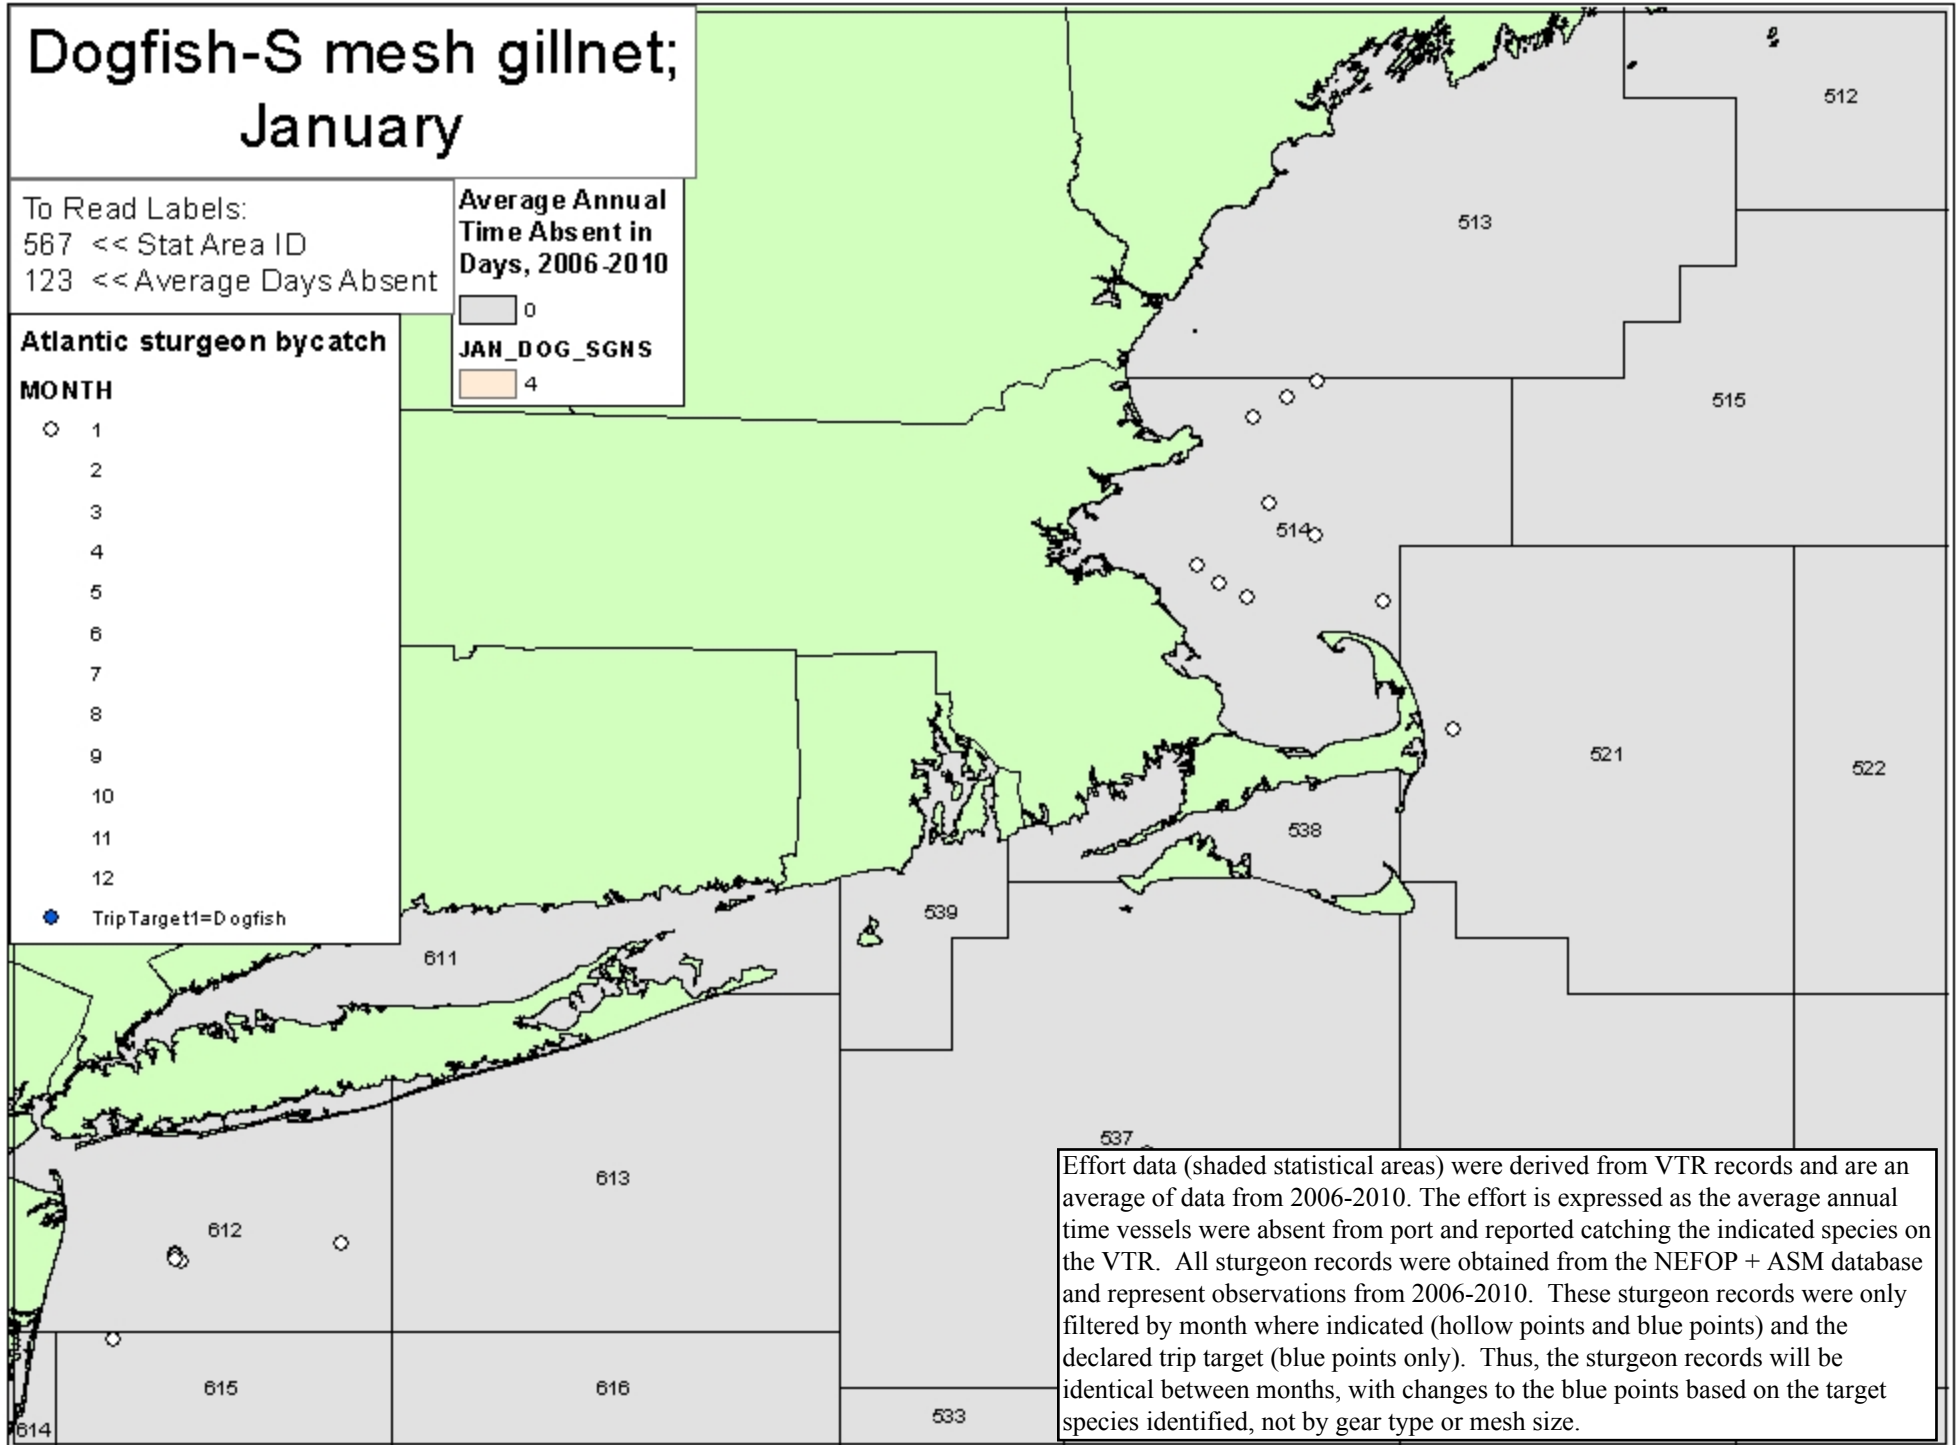 Dogfish-S mesh gillnet;
January
To Read Labels:
567 << Stat Area ID
123 << Average Days Absent
Average Annual
Time Absent in
Days, 2006-2010
0
JAN_DOG_SGNS
4
Atlantic sturgeon bycatch
MONTH
1
2
3
4
5
6
7
8
9
10
11
12
TripTarget1=Dogfish
512
513
515
514
521
522
538
539
611
537
613
612
615
616
533
614
Effort data (shaded statistical areas) were derived from VTR records and are an
average of data from 2006-2010. The effort is expressed as the average annual
time vessels were absent from port and reported catching the indicated species on
the VTR.  All sturgeon records were obtained from the NEFOP + ASM database
and represent observations from 2006-2010.  These sturgeon records were only
filtered by month where indicated (hollow points and blue points) and the
declared trip target (blue points only).  Thus, the sturgeon records will be
identical between months, with changes to the blue points based on the target
species identified, not by gear type or mesh size.